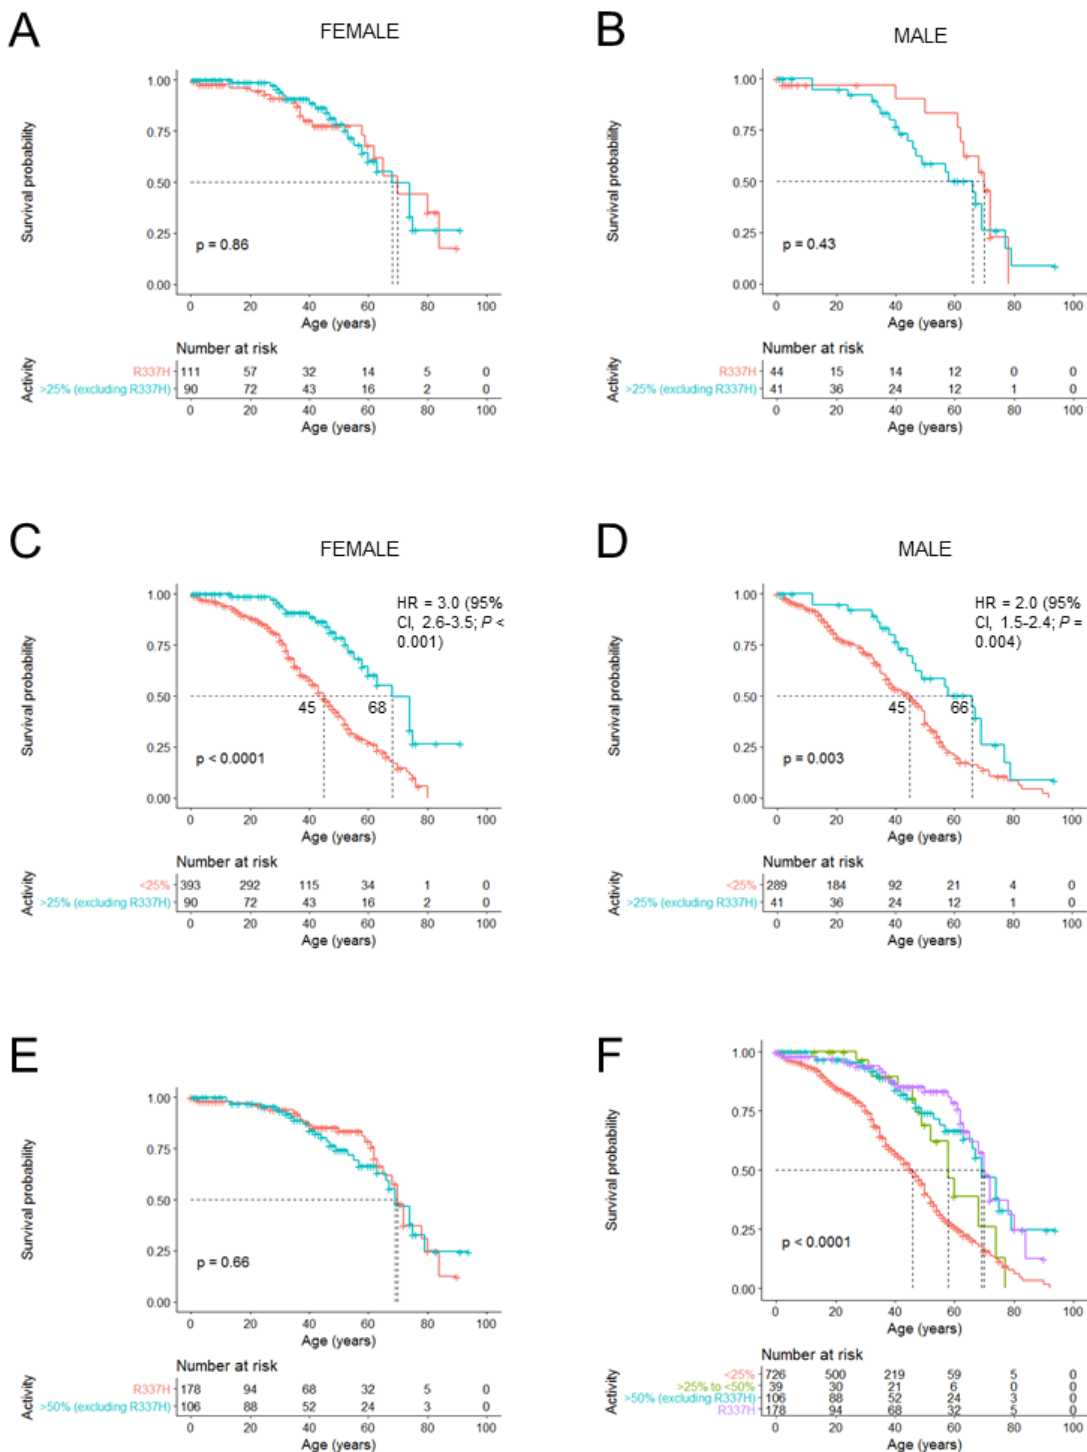 A
FEMALE
Survival probability
1.00
0.75
0.50
0.25
0.00
p = 0.86
0 20 40 60 80 100
Age (years)
Number at risk
Activity
R337H 111 57 32 14 5 0
>25% (excluding R337H) 90 72 43 16 2 0
0 20 40 60 80 100
Age (years)
B
MALE
Survival probability
1.00
0.75
0.50
0.25
0.00
p = 0.43
0 20 40 60 80 100
Age (years)
Number at risk
Activity
R337H 44 15 14 12 0 0
>25% (excluding R337H) 41 36 24 12 1 0
0 20 40 60 80 100
Age (years)
C
FEMALE
Survival probability
1.00
0.75
0.50
0.25
0.00
HR = 3.0 (95%
CI, 2.6-3.5; P <
0.001)
45 68
p < 0.0001
0 20 40 60 80 100
Age (years)
Number at risk
Activity
<25% 393 292 115 34 1 0
>25% (excluding R337H) 90 72 43 16 2 0
0 20 40 60 80 100
Age (years)
D
MALE
Survival probability
1.00
0.75
0.50
0.25
0.00
HR = 2.0 (95%
CI, 1.5-2.4; P =
0.004)
45 66
p = 0.003
0 20 40 60 80 100
Age (years)
Number at risk
Activity
<25% 289 184 92 21 4 0
>25% (excluding R337H) 41 36 24 12 1 0
0 20 40 60 80 100
Age (years)
E
Survival probability
1.00
0.75
0.50
0.25
0.00
p = 0.66
0 20 40 60 80 100
Age (years)
Number at risk
Activity
R337H 178 94 68 32 5 0
>50% (excluding R337H) 106 88 52 24 3 0
0 20 40 60 80 100
Age (years)
F
Survival probability
1.00
0.75
0.50
0.25
0.00
p < 0.0001
0 20 40 60 80 100
Age (years)
Number at risk
Activity
<25% 726 500 219 59 5 0
>25% to <50% 39 30 21 6 0 0
>50% (excluding R337H) 106 88 52 24 3 0
R337H 178 94 68 32 5 0
0 20 40 60 80 100
Age (years)